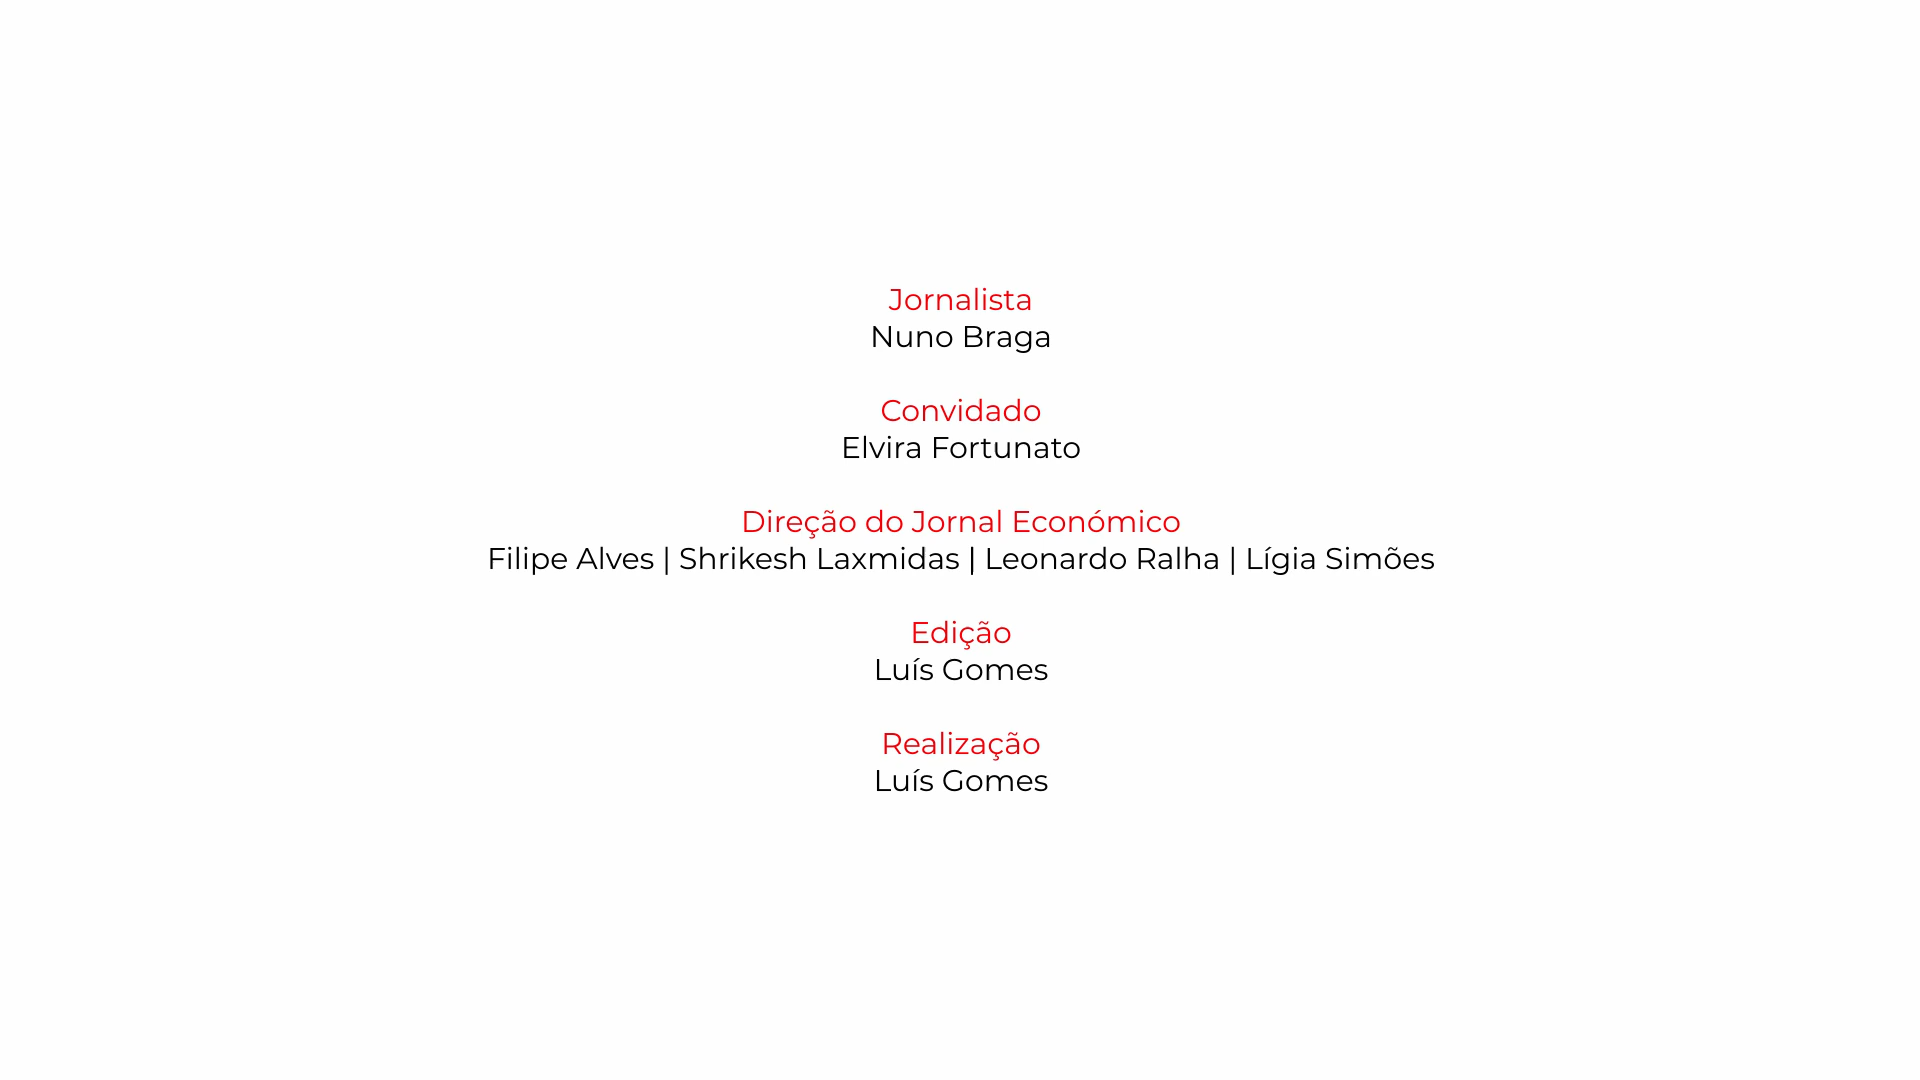 Jornalista
Nuno Braga
Convidado
Elvira Fortunato
Direção do Jornal Económico
Filipe Alves | Shrikesh Laxmidas | Leonardo Ralha | Lígia Simões
Edição
Luís Gomes
Realização
Luís Gomes